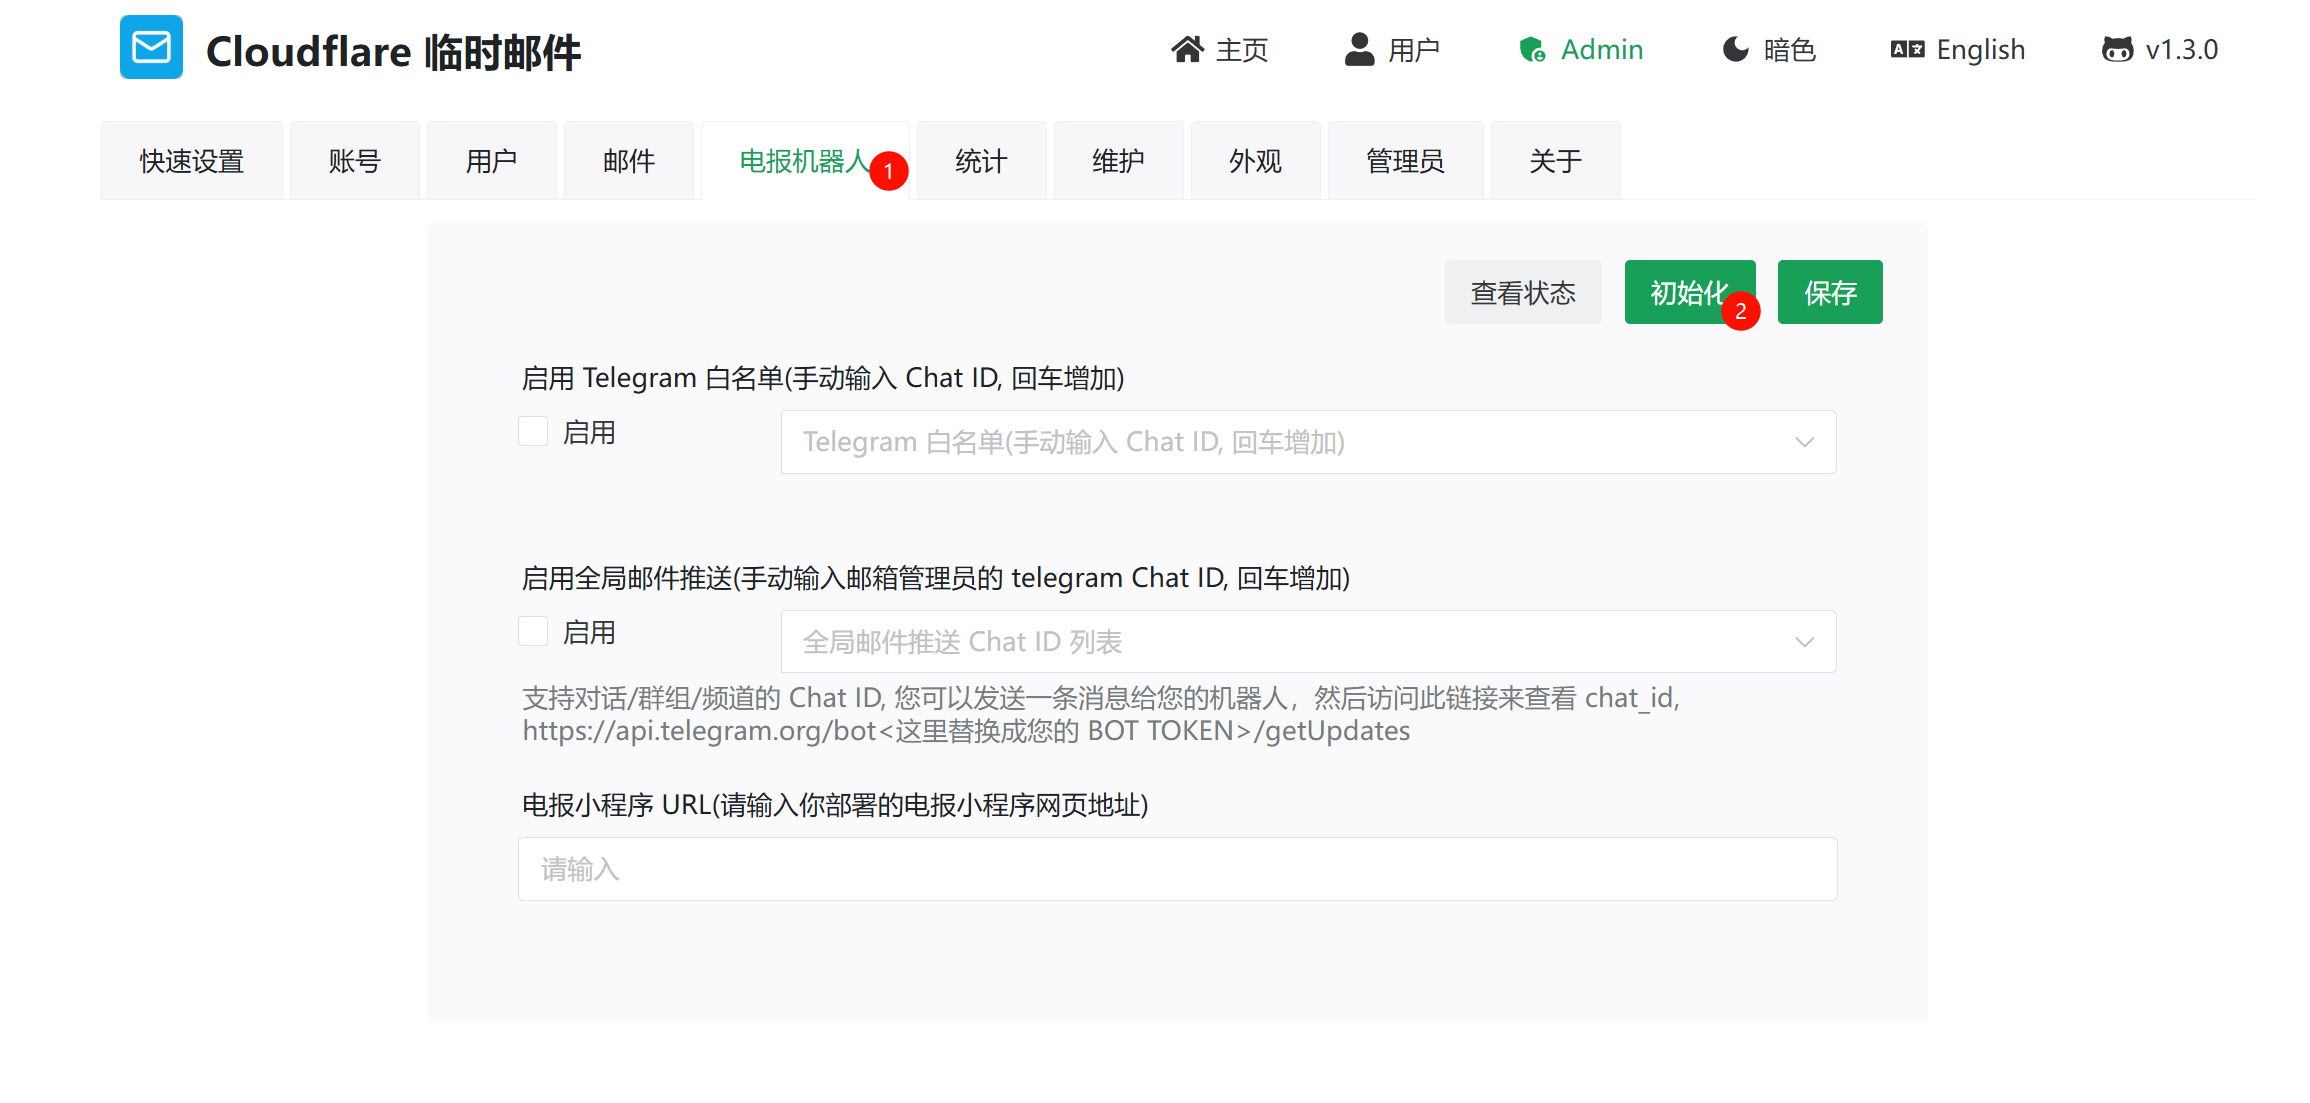 Cloudflare 临时邮件
主页
用户
Admin
暗色
English
v1.3.0
快速设置
账号
用户
邮件
电报机器人
1
统计
维护
外观
管理员
关于
查看状态
初始化
2
保存
启用 Telegram 白名单(手动输入 Chat ID, 回车增加)
启用
Telegram 白名单(手动输入 Chat ID, 回车增加)
启用全局邮件推送(手动输入邮箱管理员的 telegram Chat ID, 回车增加)
启用
全局邮件推送 Chat ID 列表
支持对话/群组/频道的 Chat ID, 您可以发送一条消息给您的机器人，然后访问此链接来查看 chat_id,
https://api.telegram.org/bot<这里替换成您的 BOT TOKEN>/getUpdates
电报小程序 URL(请输入你部署的电报小程序网页地址)
请输入